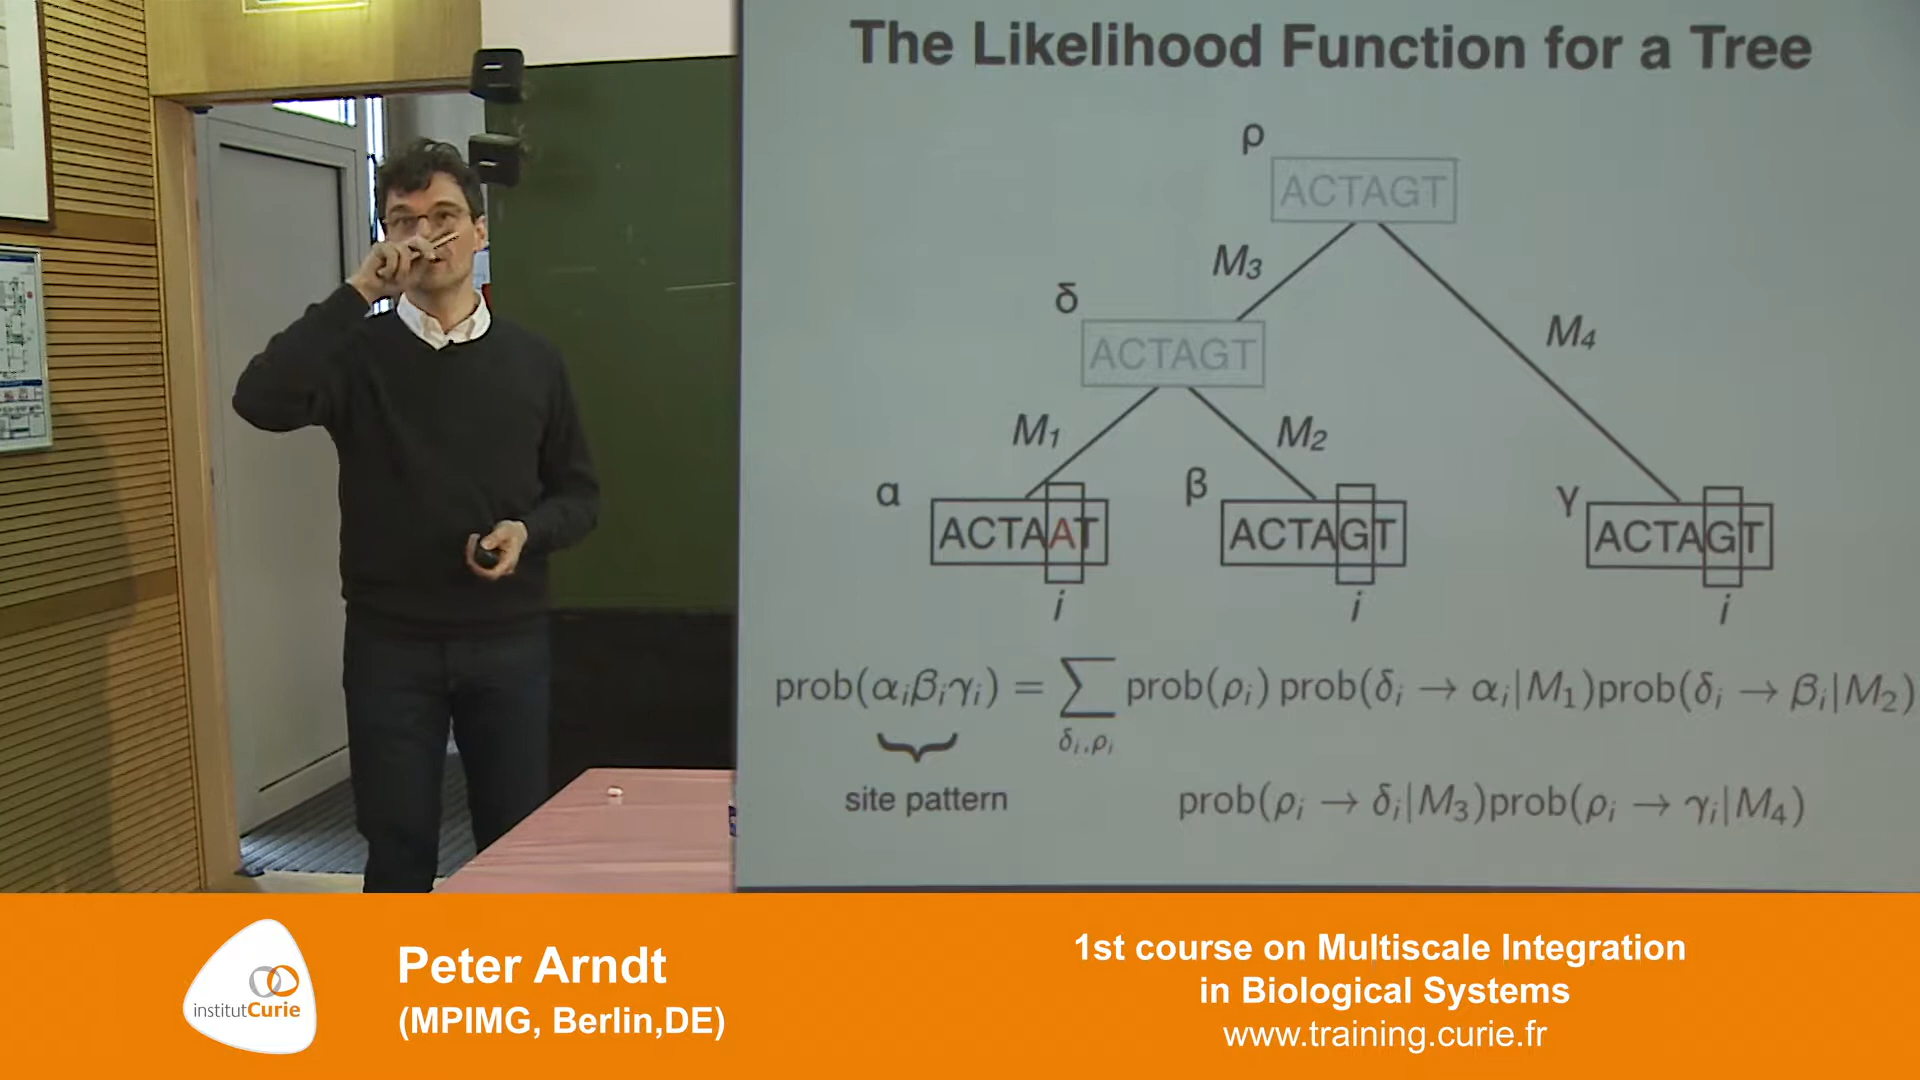 The Likelihood Function for a Tree
ρ
ACTAGT
M3
δ
M4
ACTAGT
M1
M2
α
β
γ
ACTAAT
ACTAGT
ACTAGT
i
i
i
prob(αᵢβᵢγᵢ) = ∑ prob(ρᵢ) prob(δᵢ → αᵢ|M₁)prob(δᵢ → βᵢ|M₂)
δᵢ,ρᵢ
site pattern
prob(ρᵢ → δᵢ|M₃)prob(ρᵢ → γᵢ|M₄)
institutCurie
Peter Arndt
(MPIMG, Berlin,DE)
1st course on Multiscale Integration
in Biological Systems
www.training.curie.fr